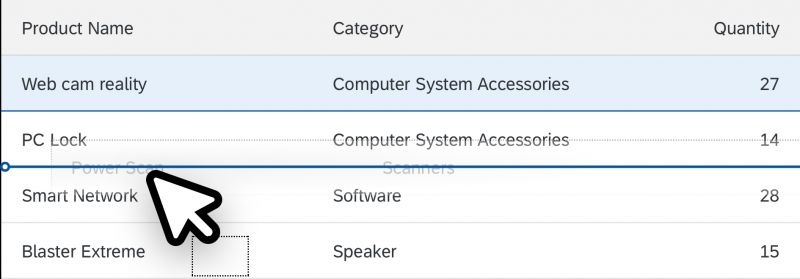 Product Name Category Quantity
Web cam reality Computer System Accessories 27
PC Lock Computer System Accessories 14
Power Scan Scanners
Smart Network Software 28
Blaster Extreme Speaker 15